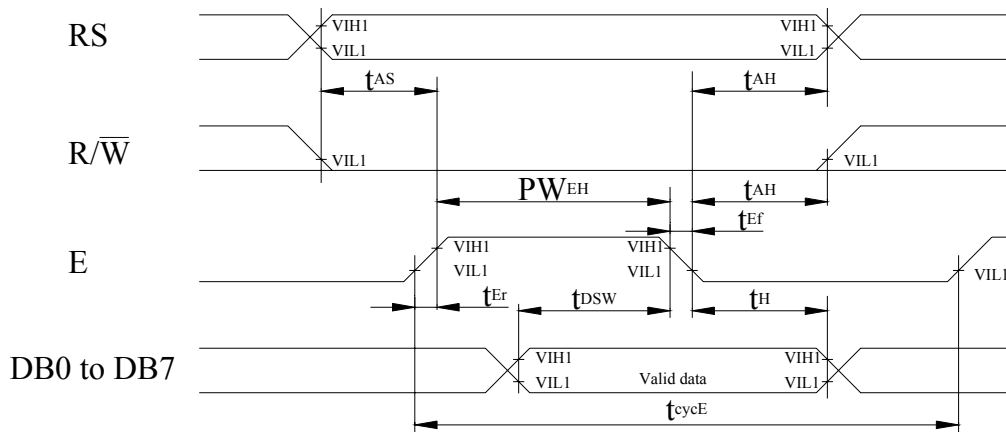 RS
VIH1
VIL1
VIH1
VIL1
tAS
tAH
R/W̅
VIL1
VIL1
PWEH
tAH
tEf
E
VIH1
VIL1
VIH1
VIL1
VIL1
tEr
tDSW
tH
DB0 to DB7
VIH1
VIL1
Valid data
VIH1
VIL1
tcycE